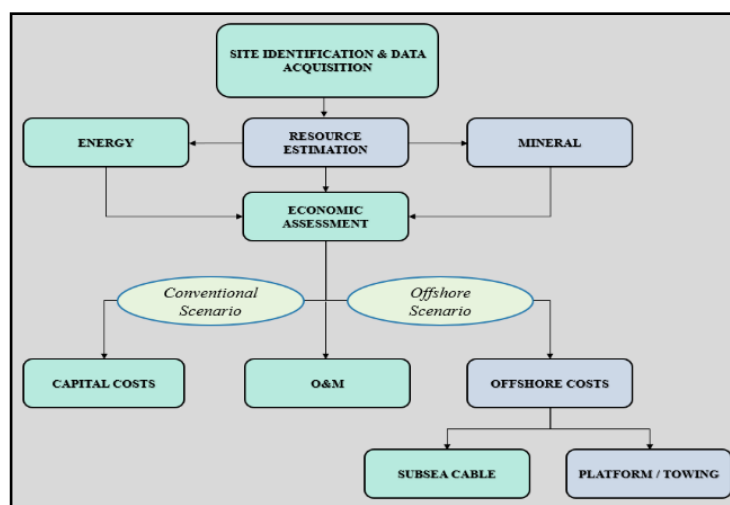 SITE IDENTIFICATION & DATA
ACQUISITION
ENERGY
RESOURCE
ESTIMATION
MINERAL
ECONOMIC
ASSESSMENT
Conventional
Scenario
Offshore
Scenario
CAPITAL COSTS
O&M
OFFSHORE COSTS
SUBSEA CABLE
PLATFORM / TOWING